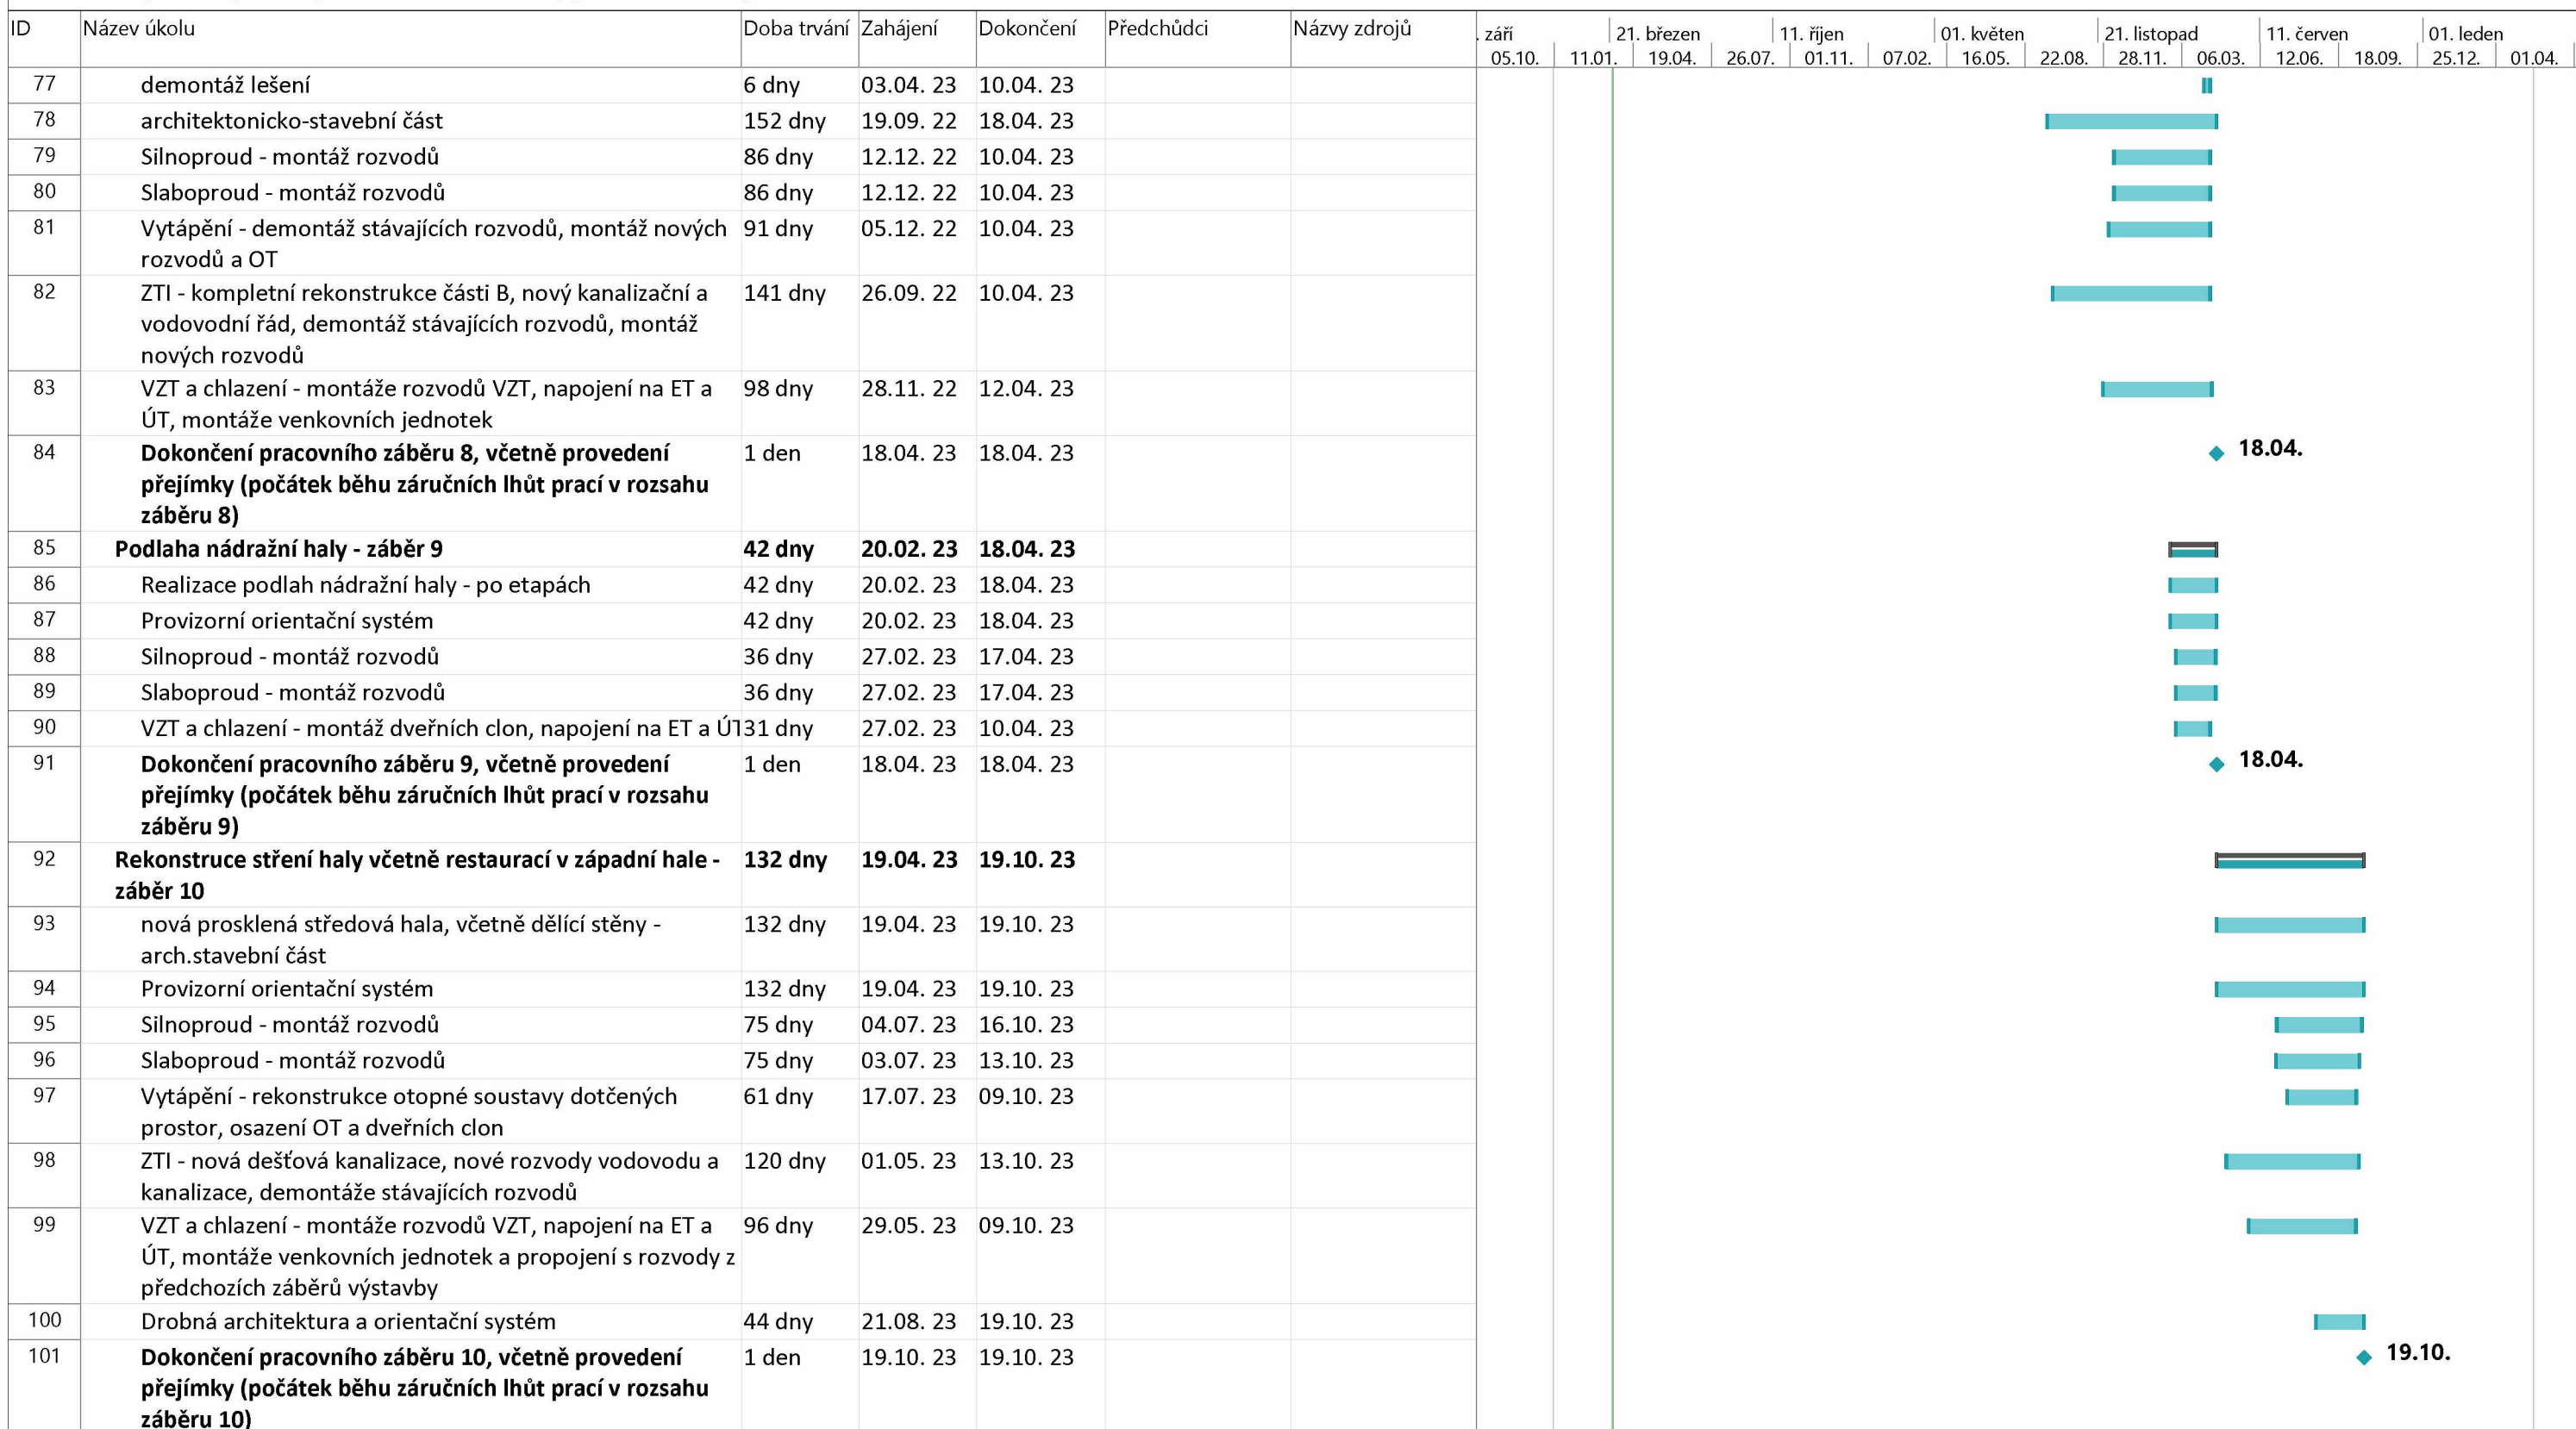 ID Název úkolu Doba trvání Zahájení Dokončení Předchůdci Názvy zdrojů
. září 21. březen 11. říjen 01. květen 21. listopad 11. červen 01. leden
05.10. 11.01. 19.04. 26.07. 01.11. 07.02. 16.05. 22.08. 28.11. 06.03. 12.06. 18.09. 25.12. 01.04.
77 demontáž lešení 6 dny 03.04. 23 10.04. 23
78 architektonicko-stavební část 152 dny 19.09. 22 18.04. 23
79 Silnoproud - montáž rozvodů 86 dny 12.12. 22 10.04. 23
80 Slaboproud - montáž rozvodů 86 dny 12.12. 22 10.04. 23
81 Vytápění - demontáž stávajících rozvodů, montáž nových 91 dny 05.12. 22 10.04. 23
rozvodů a OT
82 ZTI - kompletní rekonstrukce části B, nový kanalizační a 141 dny 26.09. 22 10.04. 23
vodovodní řád, demontáž stávajících rozvodů, montáž
nových rozvodů
83 VZT a chlazení - montáže rozvodů VZT, napojení na ET a 98 dny 28.11. 22 12.04. 23
ÚT, montáže venkovních jednotek
84 Dokončení pracovního záběru 8, včetně provedení 1 den 18.04. 23 18.04. 23 18.04.
přejímky (počátek běhu záručních lhůt prací v rozsahu
záběru 8)
85 Podlaha nádražní haly - záběr 9 42 dny 20.02. 23 18.04. 23
86 Realizace podlah nádražní haly - po etapách 42 dny 20.02. 23 18.04. 23
87 Provizorní orientační systém 42 dny 20.02. 23 18.04. 23
88 Silnoproud - montáž rozvodů 36 dny 27.02. 23 17.04. 23
89 Slaboproud - montáž rozvodů 36 dny 27.02. 23 17.04. 23
90 VZT a chlazení - montáž dveřních clon, napojení na ET a ÚT 31 dny 27.02. 23 10.04. 23
91 Dokončení pracovního záběru 9, včetně provedení 1 den 18.04. 23 18.04. 23 18.04.
přejímky (počátek běhu záručních lhůt prací v rozsahu
záběru 9)
92 Rekonstruce stření haly včetně restaurací v západní hale - 132 dny 19.04. 23 19.10. 23
záběr 10
93 nová prosklená středová hala, včetně dělící stěny - 132 dny 19.04. 23 19.10. 23
arch.stavební část
94 Provizorní orientační systém 132 dny 19.04. 23 19.10. 23
95 Silnoproud - montáž rozvodů 75 dny 04.07. 23 16.10. 23
96 Slaboproud - montáž rozvodů 75 dny 03.07. 23 13.10. 23
97 Vytápění - rekonstrukce otopné soustavy dotčených 61 dny 17.07. 23 09.10. 23
prostor, osazení OT a dveřních clon
98 ZTI - nová dešťová kanalizace, nové rozvody vodovodu a 120 dny 01.05. 23 13.10. 23
kanalizace, demontáže stávajících rozvodů
99 VZT a chlazení - montáže rozvodů VZT, napojení na ET a 96 dny 29.05. 23 09.10. 23
ÚT, montáže venkovních jednotek a propojení s rozvody z
předchozích záběrů výstavby
100 Drobná architektura a orientační systém 44 dny 21.08. 23 19.10. 23
101 Dokončení pracovního záběru 10, včetně provedení 1 den 19.10. 23 19.10. 23 19.10.
přejímky (počátek běhu záručních lhůt prací v rozsahu
záběru 10)